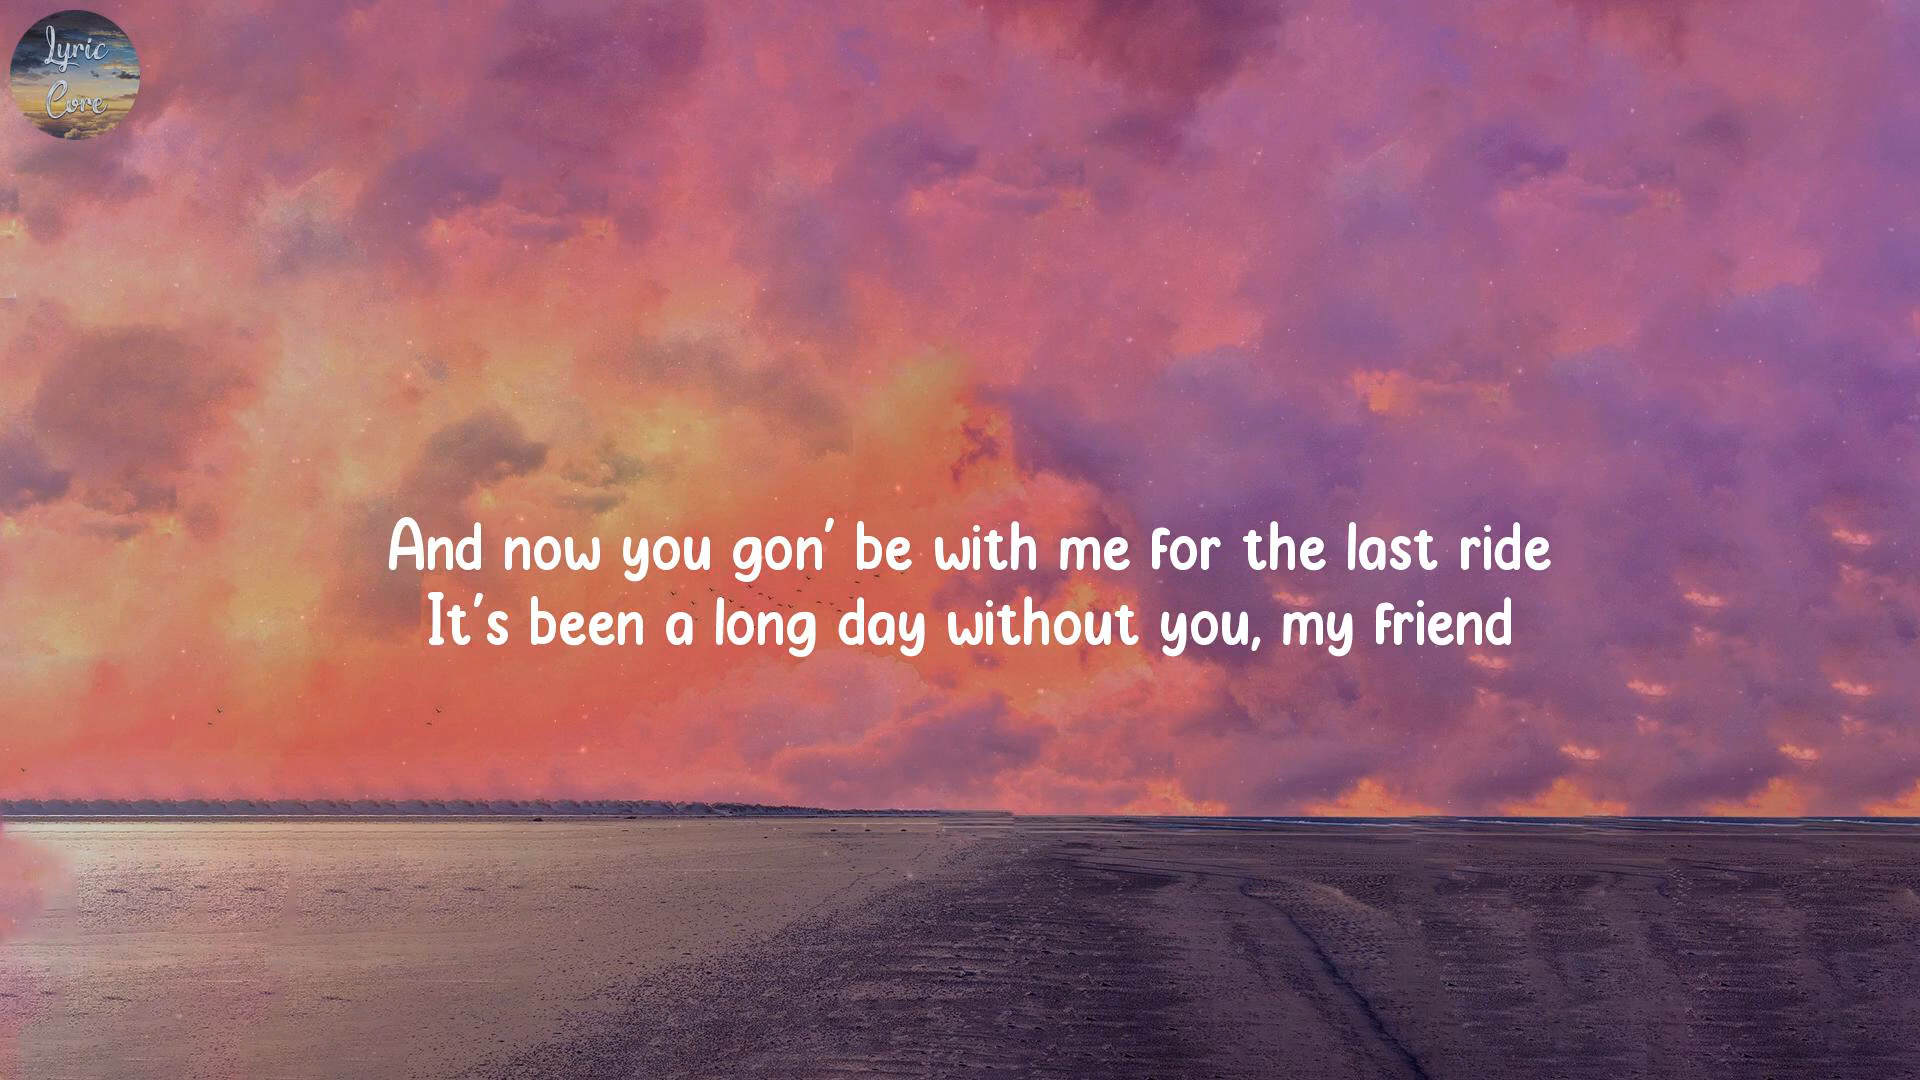 Lyric
Core
And now you gon' be with me for the last ride
It's been a long day without you, my friend